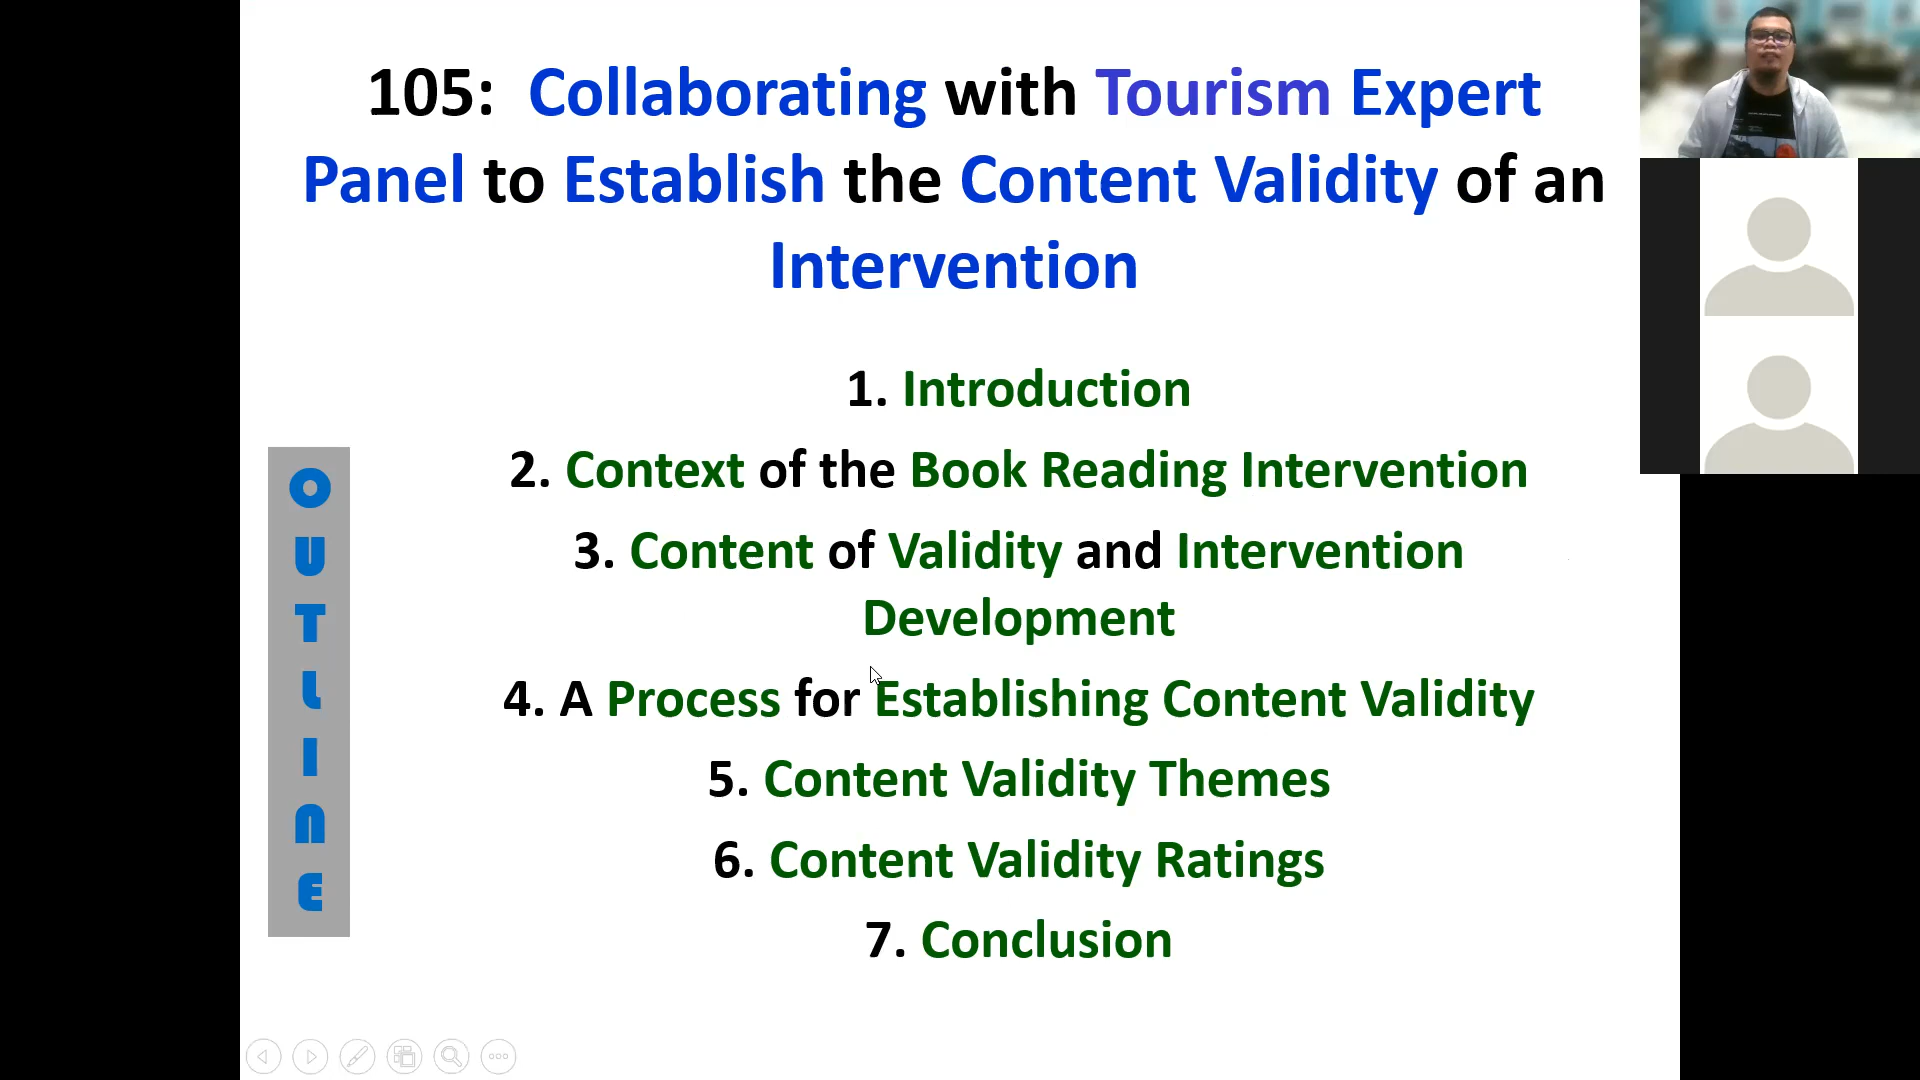 105: Collaborating with Tourism Expert
Panel to Establish the Content Validity of an
Intervention
OUTLINE
1. Introduction
2. Context of the Book Reading Intervention
3. Content of Validity and Intervention
Development
4. A Process for Establishing Content Validity
5. Content Validity Themes
6. Content Validity Ratings
7. Conclusion